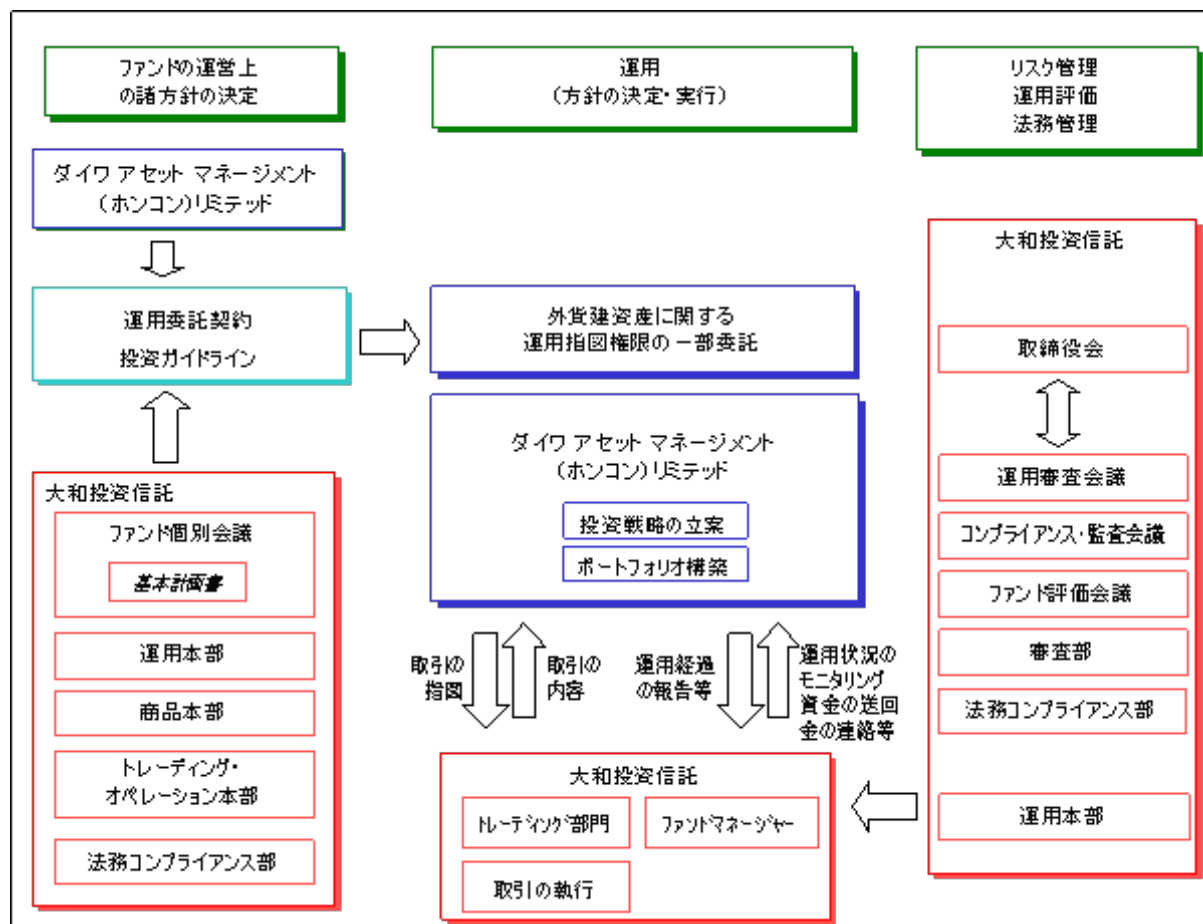 ファンドの運営上
の諸方針の決定
運用
（方針の決定・実行）
リスク管理
運用評価
法務管理
ダイワ アセット マネージメント
（ホンコン）リミテッド
運用委託契約
投資ガイドライン
大和投資信託
ファンド個別会議
基本計画書
運用本部
商品本部
トレーディング・
オペレーション本部
法務コンプライアンス部
外貨建資産に関する
運用指図権限の一部委託
ダイワ アセット マネージメント
（ホンコン）リミテッド
投資戦略の立案
ポートフォリオ構築
取引の
指図
取引の
内容
運用経過
の報告等
運用状況の
モニタリング
資金の送回
金の連絡等
大和投資信託
トレーディング部門
ファンドマネージャー
取引の執行
大和投資信託
取締役会
運用審査会議
コンプライアンス・監査会議
ファンド評価会議
審査部
法務コンプライアンス部
運用本部